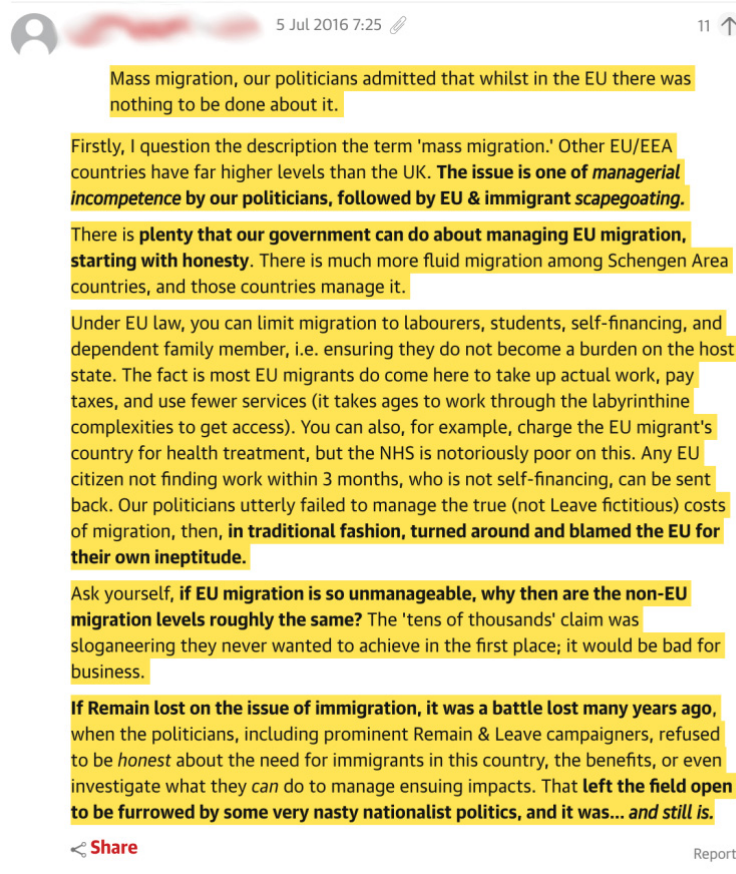 5 Jul 2016 7:25
11
Mass migration, our politicians admitted that whilst in the EU there was
nothing to be done about it.
Firstly, I question the description the term 'mass migration.' Other EU/EEA
countries have far higher levels than the UK. The issue is one of managerial
incompetence by our politicians, followed by EU & immigrant scapegoating.
There is plenty that our government can do about managing EU migration,
starting with honesty. There is much more fluid migration among Schengen Area
countries, and those countries manage it.
Under EU law, you can limit migration to labourers, students, self-financing, and
dependent family member, i.e. ensuring they do not become a burden on the host
state. The fact is most EU migrants do come here to take up actual work, pay
taxes, and use fewer services (it takes ages to work through the labyrinthine
complexities to get access). You can also, for example, charge the EU migrant's
country for health treatment, but the NHS is notoriously poor on this. Any EU
citizen not finding work within 3 months, who is not self-financing, can be sent
back. Our politicians utterly failed to manage the true (not Leave fictitious) costs
of migration, then, in traditional fashion, turned around and blamed the EU for
their own ineptitude.
Ask yourself, if EU migration is so unmanageable, why then are the non-EU
migration levels roughly the same? The 'tens of thousands' claim was
sloganeering they never wanted to achieve in the first place; it would be bad for
business.
If Remain lost on the issue of immigration, it was a battle lost many years ago,
when the politicians, including prominent Remain & Leave campaigners, refused
to be honest about the need for immigrants in this country, the benefits, or even
investigate what they can do to manage ensuing impacts. That left the field open
to be furrowed by some very nasty nationalist politics, and it was... and still is.
Share
Report